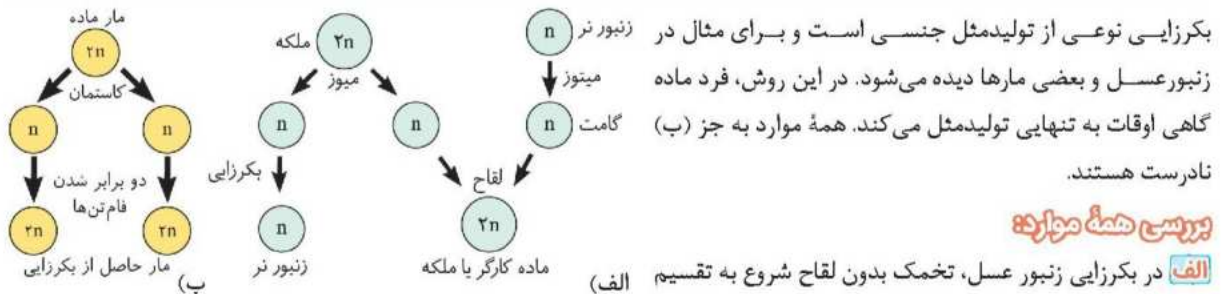 بکرزایی نوعی از تولیدمثل جنسی است و برای مثال در
زنبورعسل و بعضی مارها دیده می‌شود. در این روش، فرد ماده
گاهی اوقات به تنهایی تولیدمثل می‌کند. همهٔ موارد به جز (ب)
نادرست هستند.
بررسی همهٔ موارد:
الف در بکرزایی زنبور عسل، تخمک بدون لقاح شروع به تقسیم
زنبور نر
n
میتوز
n
گامت
ملکه
۲n
میوز
n
n
بکرزایی
لقاح
n
۲n
زنبور نر
ماده کارگر یا ملکه
الف)
مار ماده
۲n
کاستمان
n
n
دو برابر شدن
فام‌تن‌ها
۲n
۲n
مار حاصل از بکرزایی
ب)